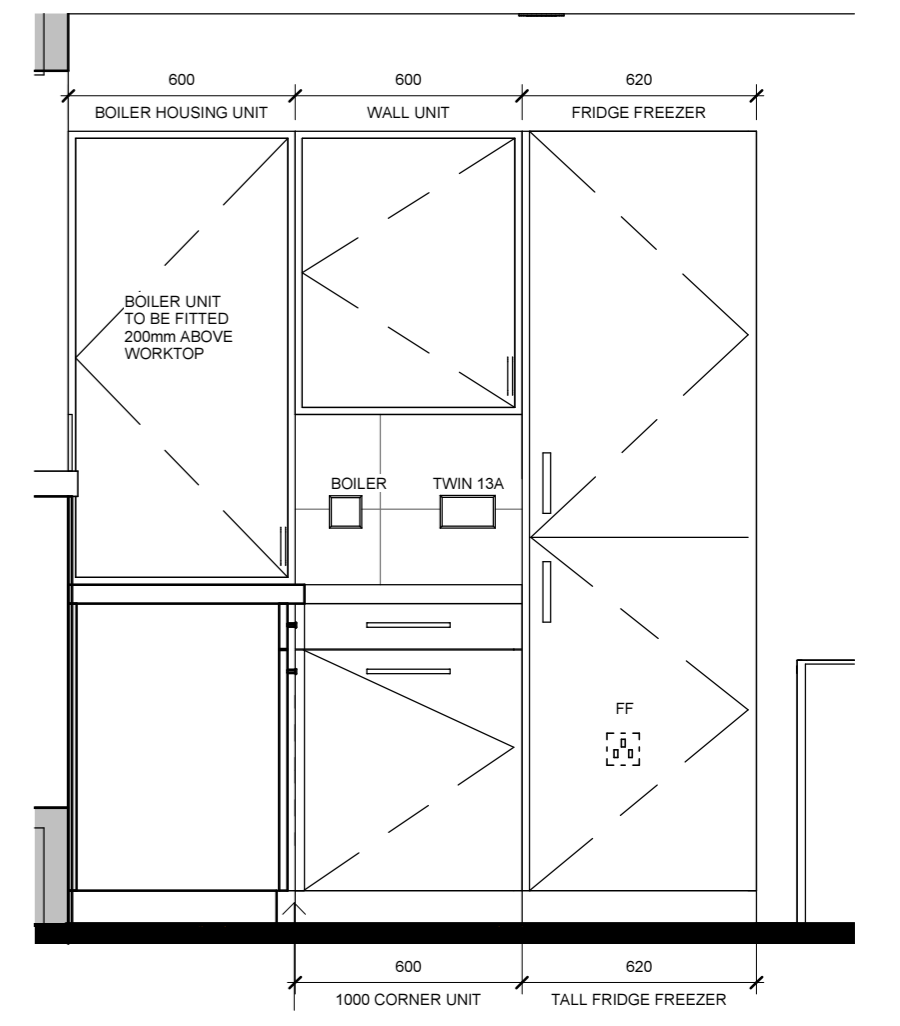 600 600 620
BOILER HOUSING UNIT WALL UNIT FRIDGE FREEZER
BOILER UNIT
TO BE FITTED
200mm ABOVE
WORKTOP
BOILER TWIN 13A
FF
600 620
1000 CORNER UNIT TALL FRIDGE FREEZER